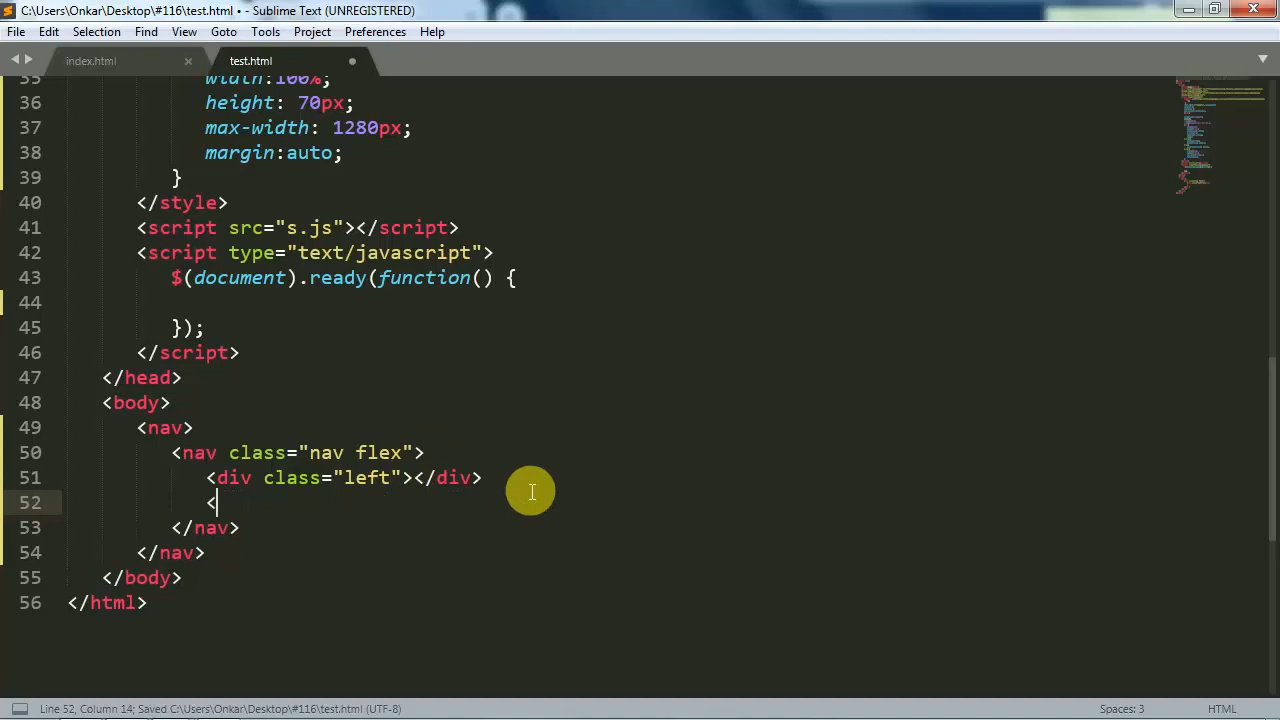 C:\Users\Onkar\Desktop\#116\test.html • - Sublime Text (UNREGISTERED)
File Edit Selection Find View Goto Tools Project Preferences Help
index.html × test.html
35 width:100%;
36 height: 70px;
37 max-width: 1280px;
38 margin:auto;
39 }
40 </style>
41 <script src="s.js"></script>
42 <script type="text/javascript">
43 $(document).ready(function() {
44
45 });
46 </script>
47 </head>
48 <body>
49 <nav>
50 <nav class="nav flex">
51 <div class="left"></div>
52 <
53 </nav>
54 </nav>
55 </body>
56 </html>
Line 52, Column 14; Saved C:\Users\Onkar\Desktop\#116\test.html (UTF-8) Spaces: 3 HTML